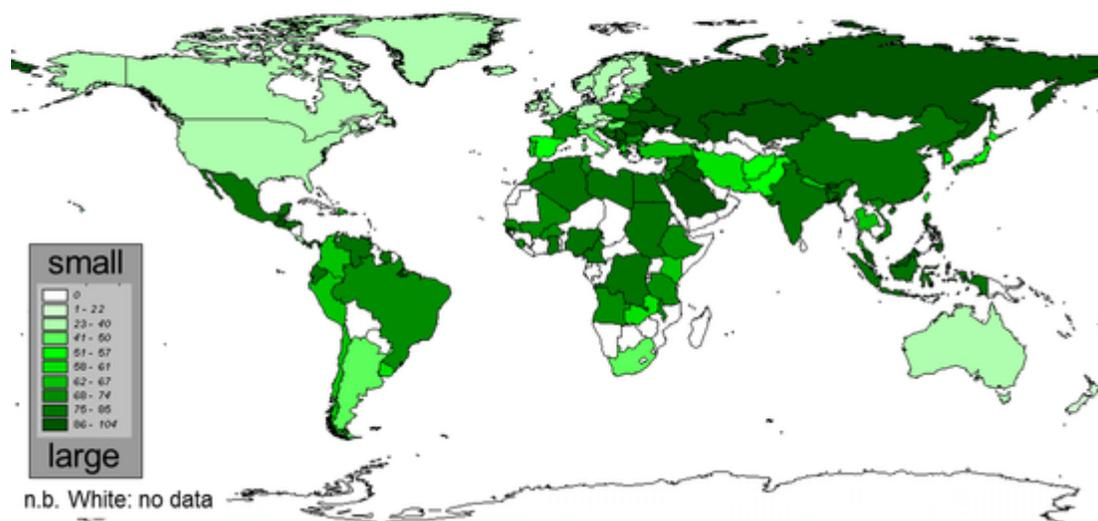 small
0
1 - 22
23 - 40
41 - 50
51 - 57
58 - 61
62 - 67
68 - 74
75 - 85
86 - 104
large
n.b. White: no data